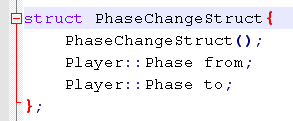 struct PhaseChangeStruct{
PhaseChangeStruct();
Player::Phase from;
Player::Phase to;
};